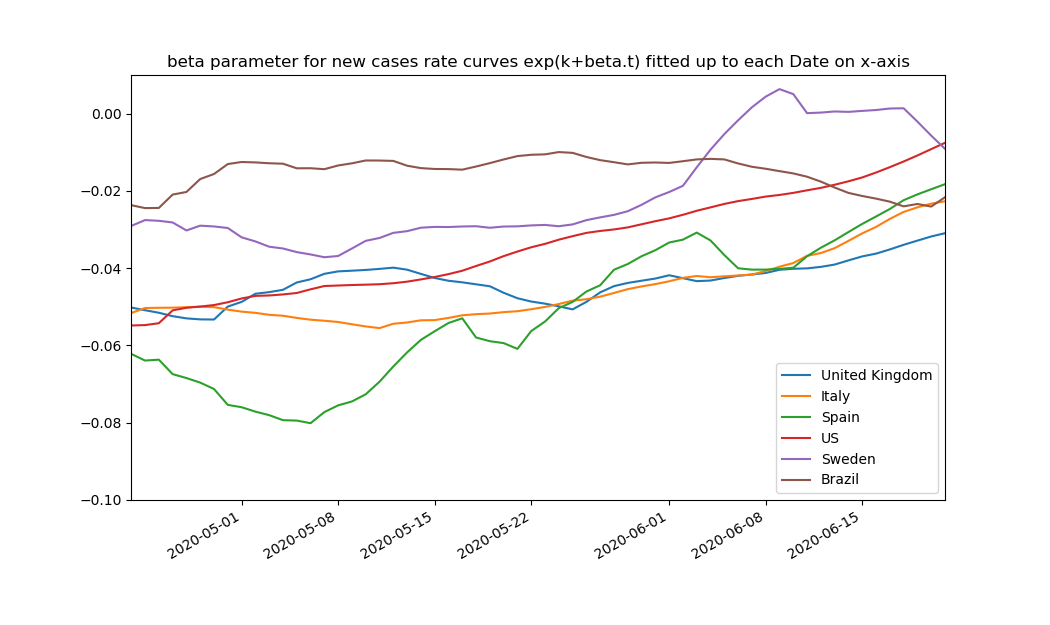 beta parameter for new cases rate curves exp(k+beta.t) fitted up to each Date on x-axis
0.00
−0.02
−0.04
−0.06
−0.08
−0.10
United Kingdom
Italy
Spain
US
Sweden
Brazil
2020-05-01
2020-05-08
2020-05-15
2020-05-22
2020-06-01
2020-06-08
2020-06-15